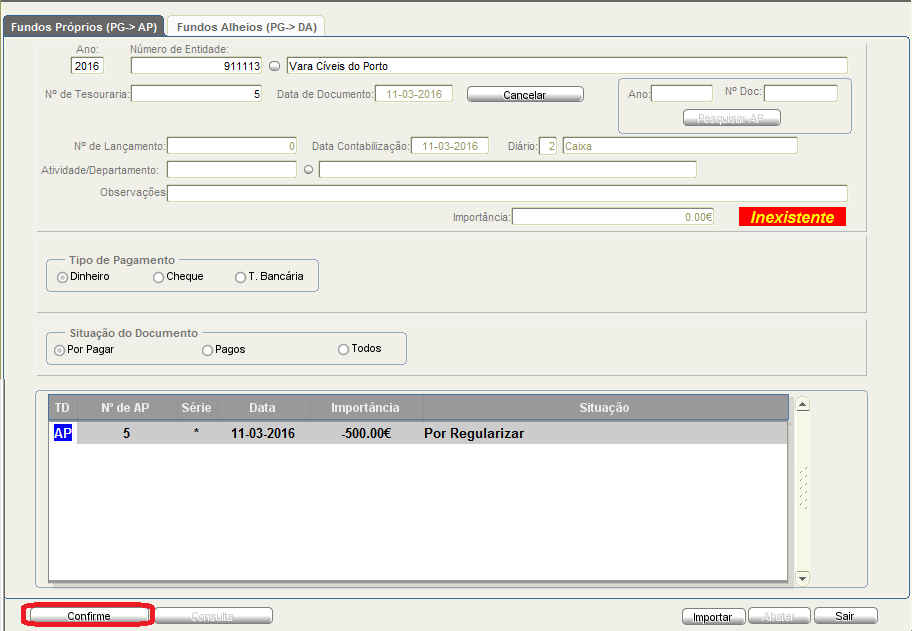 Fundos Próprios (PG-> AP) Fundos Alheios (PG-> DA)
Ano: Número de Entidade:
2016 911113 Vara Cíveis do Porto
Nº de Tesouraria: 5 Data de Documento: 11-03-2016 Cancelar Ano: Nº Doc:
Pesquisar AP
Nº de Lançamento: 0 Data Contabilização: 11-03-2016 Diário: 2 Caixa
Atividade/Departamento:
Observações
Importância: 0.00€ Inexistente
Tipo de Pagamento
Dinheiro Cheque T. Bancária
Situação do Documento
Por Pagar Pagos Todos
TD Nº de AP Série Data Importância Situação
AP 5 * 11-03-2016 -500.00€ Por Regularizar
Confirme Consulta Importar Abater Sair